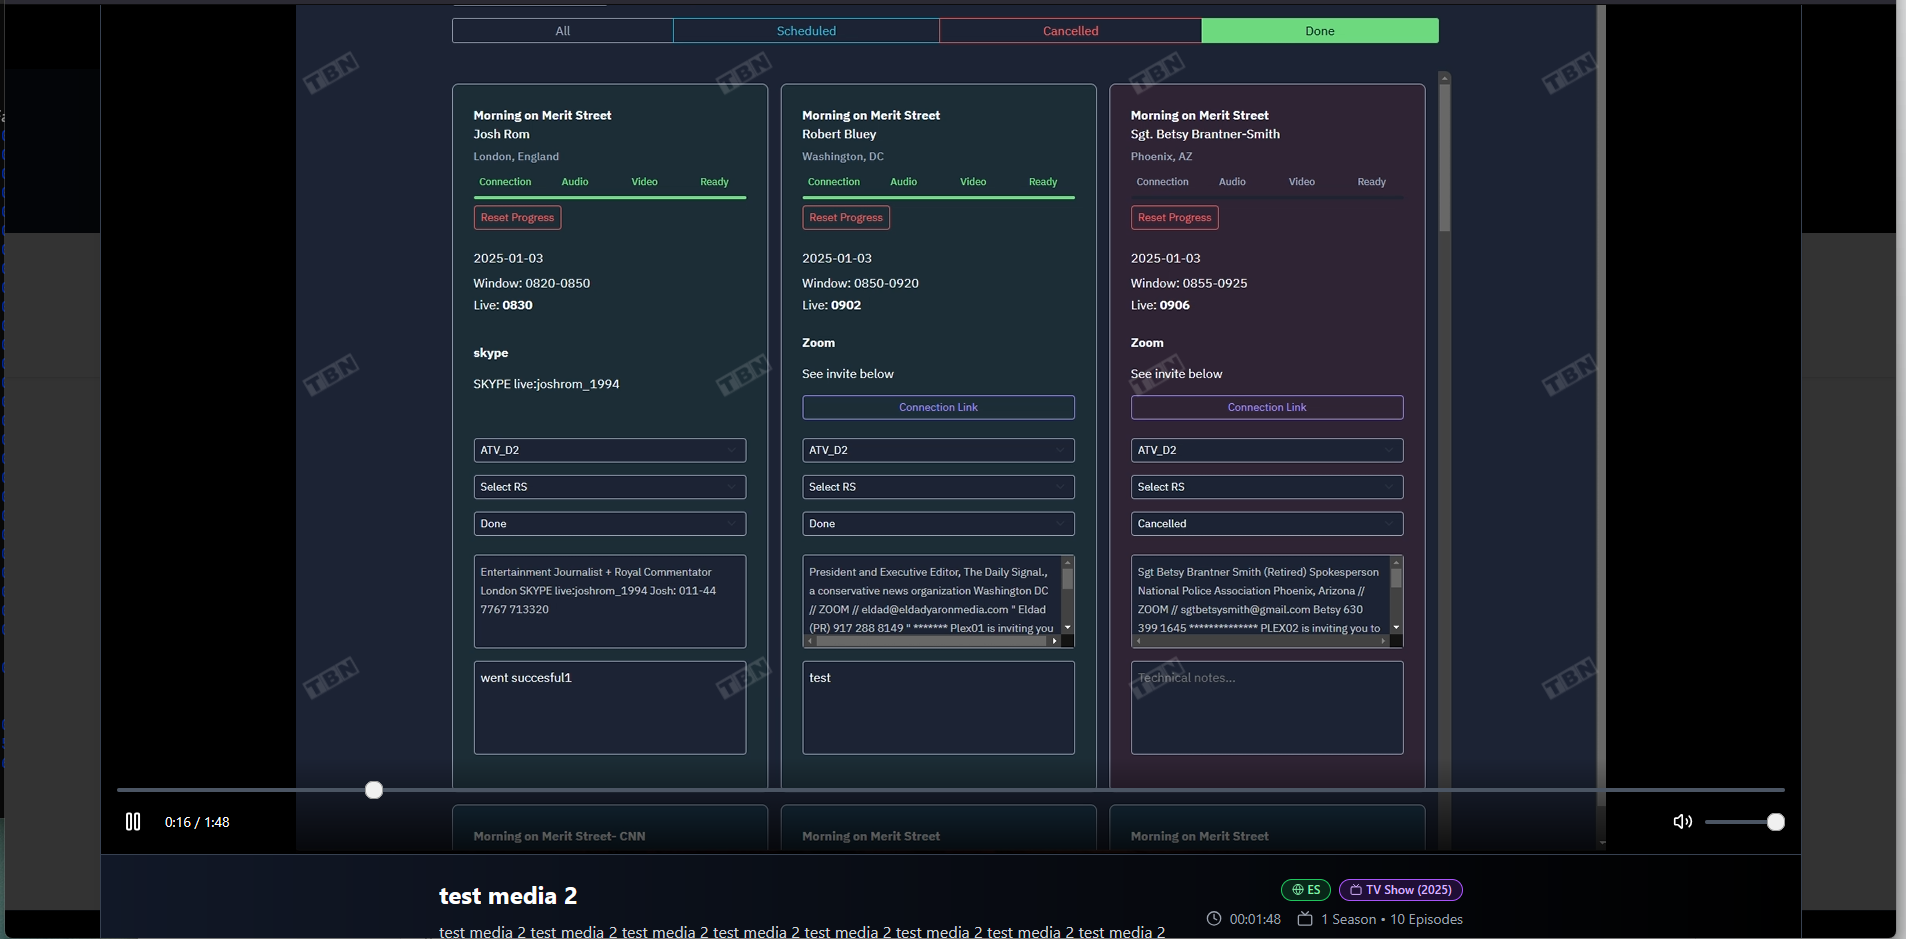 All
Scheduled
Cancelled
Done
TBN
TBN
TBN
TBN
Morning on Merit Street
Josh Rom
London, England
Connection Audio Video Ready
Reset Progress
2025-01-03
Window: 0820-0850
Live: 0830
skype
SKYPE live:joshrom_1994
ATV_D2
Select RS
Done
Entertainment Journalist + Royal Commentator
London SKYPE live:joshrom_1994 Josh: 011-44
7767 713320
went succesful1
Morning on Merit Street
Robert Bluey
Washington, DC
Connection Audio Video Ready
Reset Progress
2025-01-03
Window: 0850-0920
Live: 0902
Zoom
See invite below
Connection Link
ATV_D2
Select RS
Done
President and Executive Editor, The Daily Signal.,
a conservative news organization Washington DC
// ZOOM // eldad@eldadyaronmedia.com " Eldad
(PR) 917 288 8149 " ******* Plex01 is inviting you
test
Morning on Merit Street
Sgt. Betsy Brantner-Smith
Phoenix, AZ
Connection Audio Video Ready
Reset Progress
2025-01-03
Window: 0855-0925
Live: 0906
Zoom
See invite below
Connection Link
ATV_D2
Select RS
Cancelled
Sgt Betsy Brantner Smith (Retired) Spokesperson
National Police Association Phoenix, Arizona //
ZOOM // sgtbetsysmith@gmail.com Betsy 630
399 1645 ************** PLEX02 is inviting you to
Technical notes...
TBN
TBN
TBN
TBN
TBN
TBN
TBN
TBN
Morning on Merit Street- CNN
Morning on Merit Street
Morning on Merit Street
0:16 / 1:48
test media 2
ES
TV Show (2025)
00:01:48
1 Season • 10 Episodes
test media 2 test media 2 test media 2 test media 2 test media 2 test media 2 test media 2 test media 2